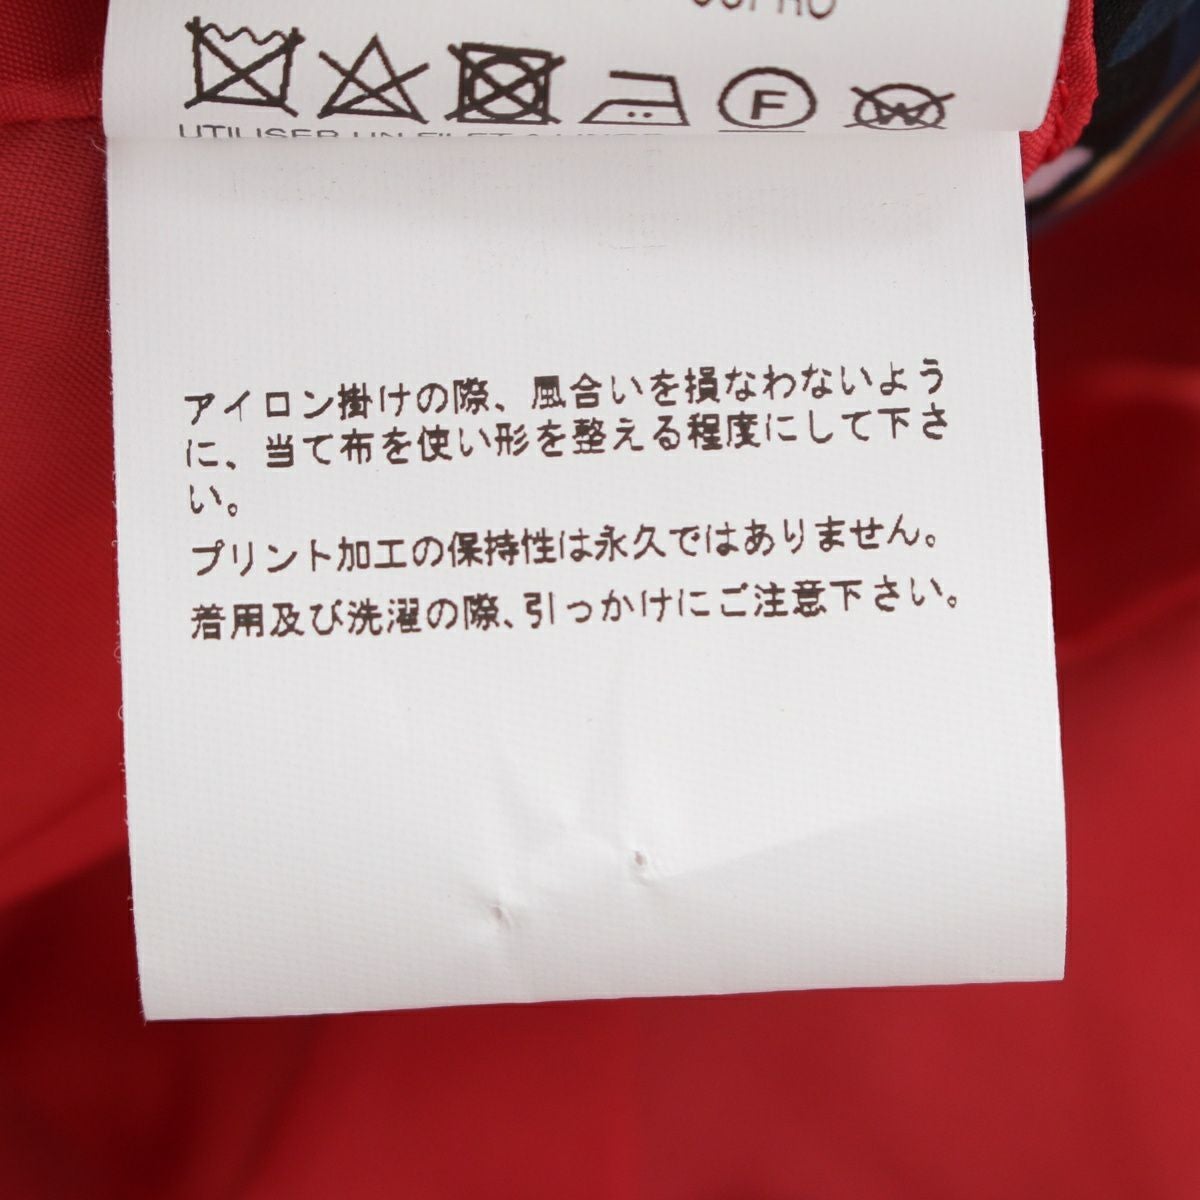 F
W
UTILISER UN FILET A LINGE
アイロン掛けの際、風合いを損なわないよう
に、当て布を使い形を整える程度にして下さ
い。
プリント加工の保持性は永久ではありません。
着用及び洗濯の際、引っかけにご注意下さい。